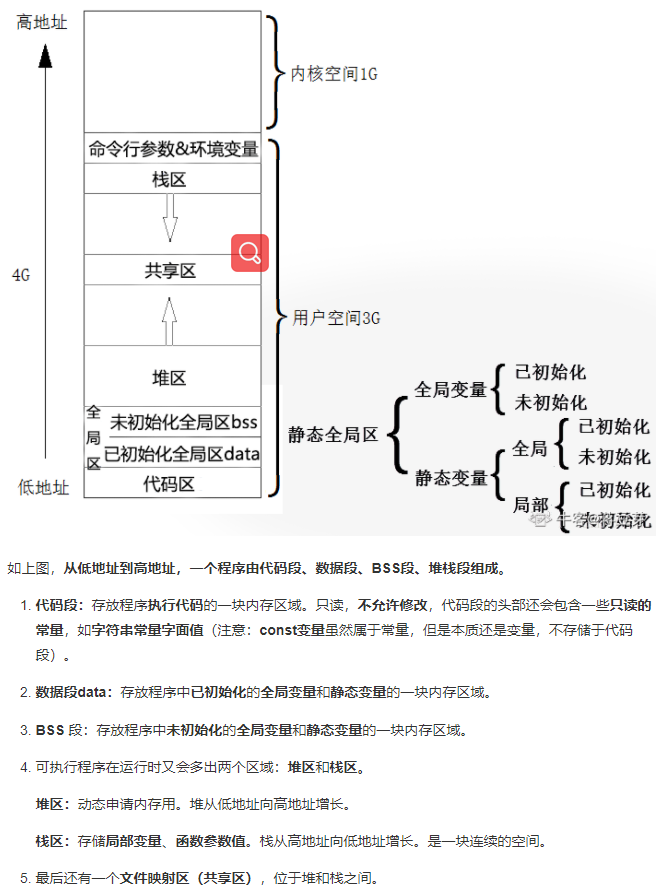 高地址
内核空间1G
命令行参数&环境变量
栈区
4G
共享区
用户空间3G
堆区
全局区
未初始化全局区bss
已初始化全局区data
代码区
低地址
静态全局区
全局变量
已初始化
未初始化
静态变量
全局
已初始化
未初始化
局部
已初始化
未初始化
牛客@
如上图，从低地址到高地址，一个程序由代码段、数据段、BSS段、堆栈段组成。
1. 代码段：存放程序执行代码的一块内存区域。只读，不允许修改，代码段的头部还会包含一些只读的
常量，如字符串常量字面值（注意：const变量虽然属于常量，但是本质还是变量，不存储于代码
段）。
2. 数据段data：存放程序中已初始化的全局变量和静态变量的一块内存区域。
3. BSS 段：存放程序中未初始化的全局变量和静态变量的一块内存区域。
4. 可执行程序在运行时又会多出两个区域：堆区和栈区。
堆区：动态申请内存用。堆从低地址向高地址增长。
栈区：存储局部变量、函数参数值。栈从高地址向低地址增长。是一块连续的空间。
5. 最后还有一个文件映射区（共享区），位于堆和栈之间。